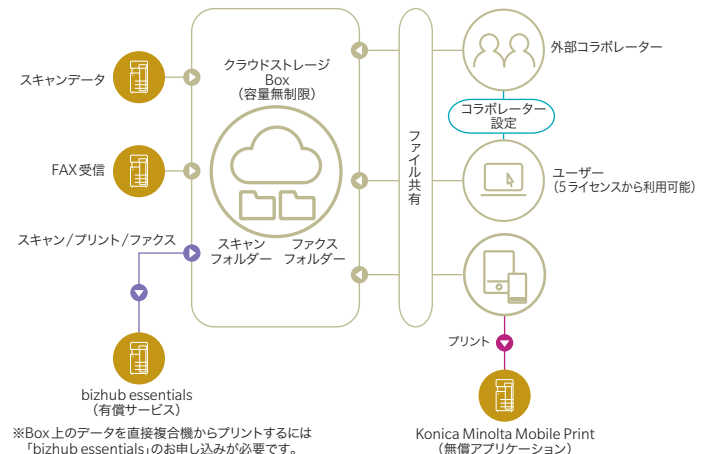 クラウドストレージ
Box
（容量無制限）
スキャンデータ
FAX 受信
スキャン/プリント/ファクス
スキャン
フォルダー
ファクス
フォルダー
ファイル共有
外部コラボレーター
コラボレーター
設定
ユーザー
（5ライセンスから利用可能）
プリント
bizhub essentials
（有償サービス）
※Box上のデータを直接複合機からプリントするには
「bizhub essentials」のお申し込みが必要です。
Konica Minolta Mobile Print
（無償アプリケーション）